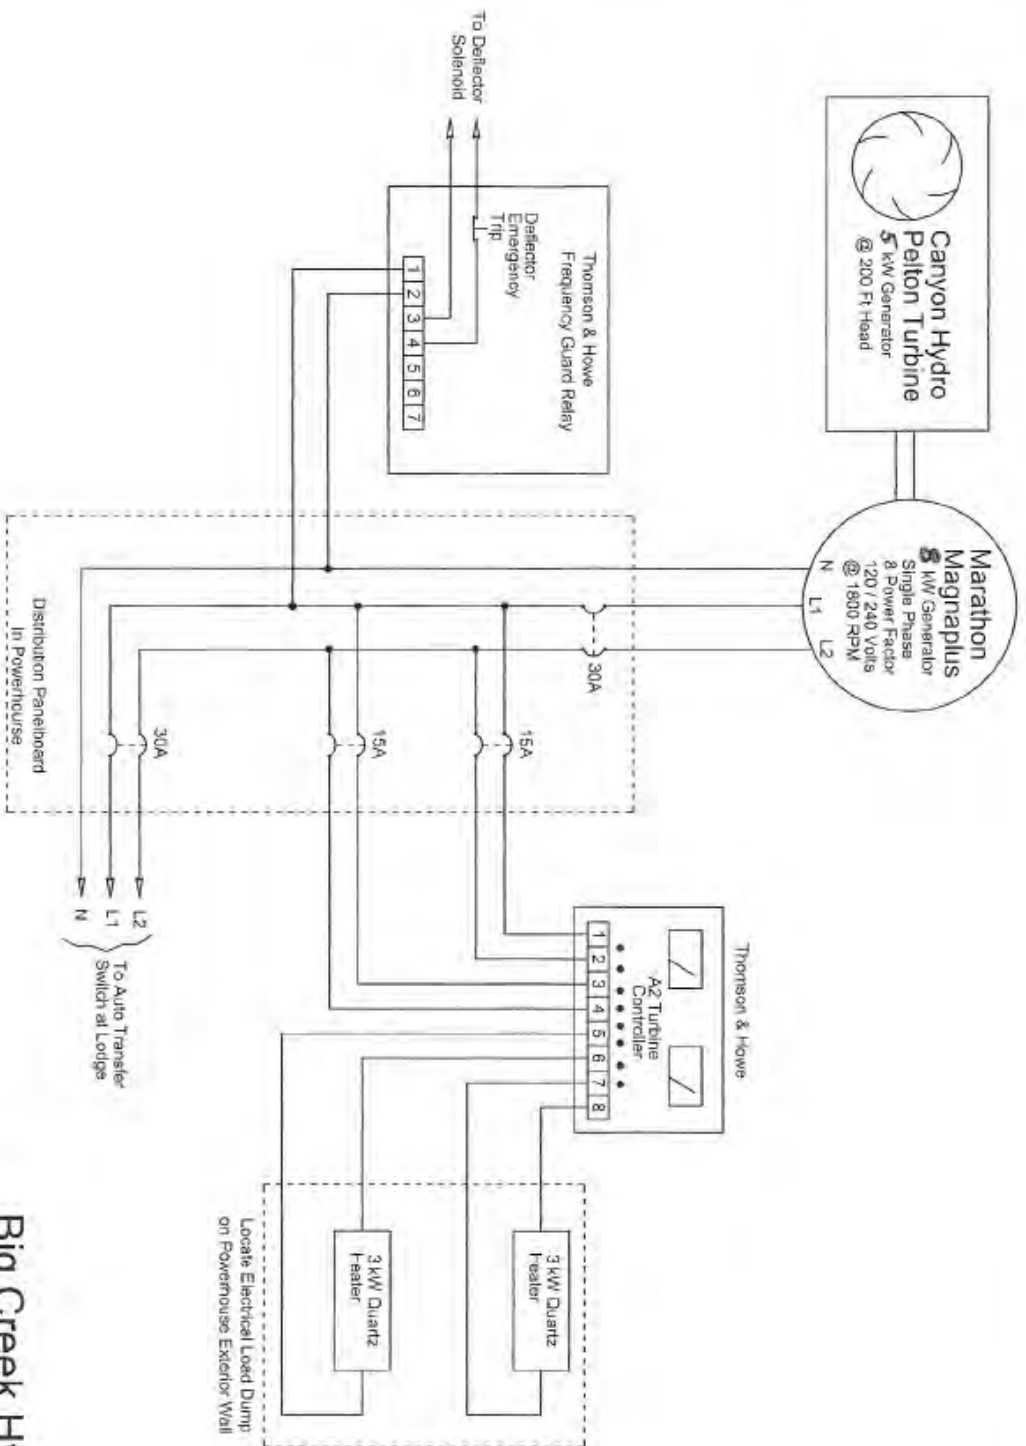 Canyon Hydro
Pelton Turbine
5 kW Generator
@ 200 Ft Head
Marathon
Magnaplus
8 kW Generator
Single Phase
8 Power Factor
120 / 240 Volts
@ 1800 RPM
N
L1
L2
To Deflector
Solenoid
Thomson & Howe
Frequency Guard Relay
Deflector
Emergency
Trip
1 2 3 4 5 6 7
30A
15A
15A
30A
Distribution Panelboard
In Powerhourse
L2
L1
N
To Auto Transfer
Switch at Lodge
Thomson & Howe
A2 Turbine
Controller
1 2 3 4 5 6 7 8
3 kW Quartz
Heater
3 kW Quartz
Heater
Locate Electrical Load Dump
on Powerhouse Exterior Wall
Big Creek